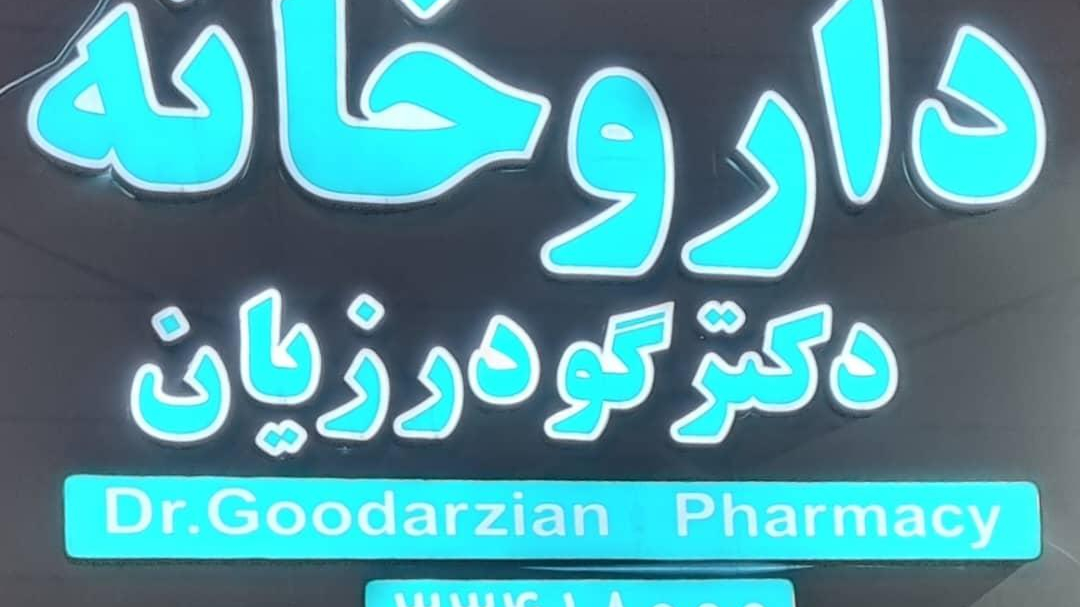 داروخانه
دکتر گودرزیان
Dr.Goodarzian Pharmacy